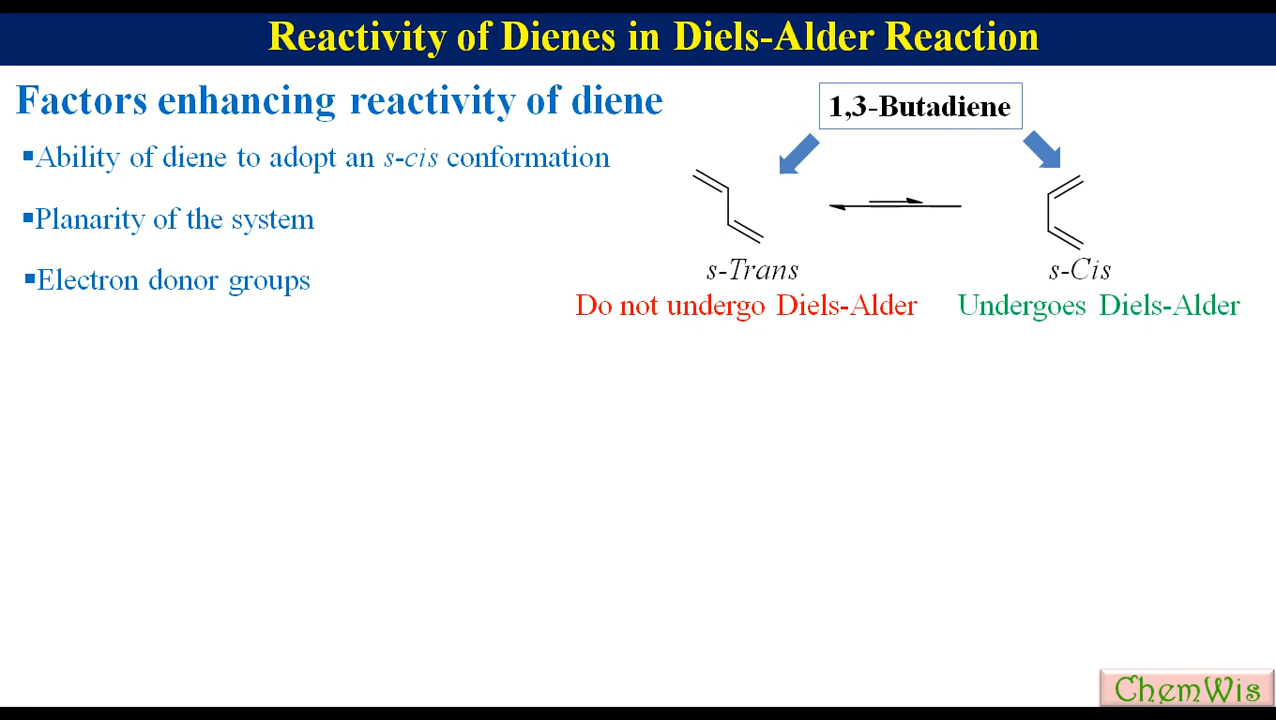 Reactivity of Dienes in Diels-Alder Reaction
Factors enhancing reactivity of diene
▪Ability of diene to adopt an s-cis conformation
▪Planarity of the system
▪Electron donor groups
1,3-Butadiene
s-Trans
s-Cis
Do not undergo Diels-Alder
Undergoes Diels-Alder
ChemWis